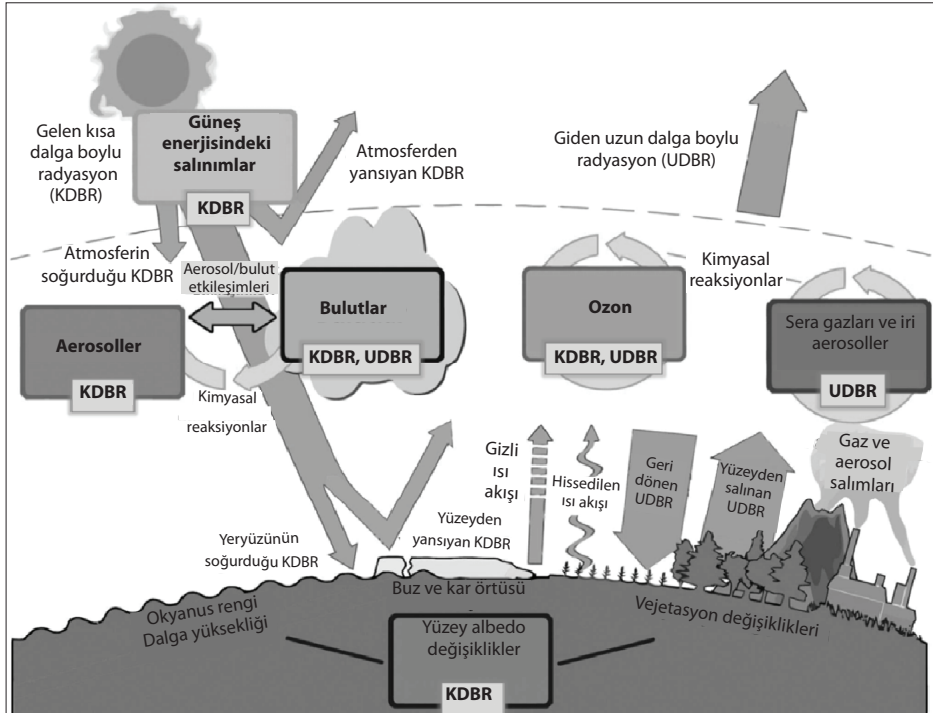 Gelen kısa
dalga boylu
radyasyon
(KDBR)
Güneş
enerjisindeki
salınımlar
KDBR
Atmosferden
yansıyan KDBR
Giden uzun dalga boylu
radyasyon (UDBR)
Atmosferin
soğurduğu KDBR
Aerosol/bulut
etkileşimleri
Aerosoller
KDBR
Bulutlar
KDBR, UDBR
Kimyasal
reaksiyonlar
Ozon
KDBR, UDBR
Kimyasal
reaksiyonlar
Sera gazları ve iri
aerosoller
UDBR
Yeryüzünün
soğurduğu KDBR
Yüzeyden
yansıyan KDBR
Gizli
ısı
akışı
Hissedilen
ısı akışı
Geri
dönen
UDBR
Yüzeyden
salınan
UDBR
Gaz ve
aerosol
salımları
Okyanus rengi
Dalga yüksekliği
Buz ve kar örtüsü
Vejetasyon değişiklikleri
Yüzey albedo
değişiklikler
KDBR